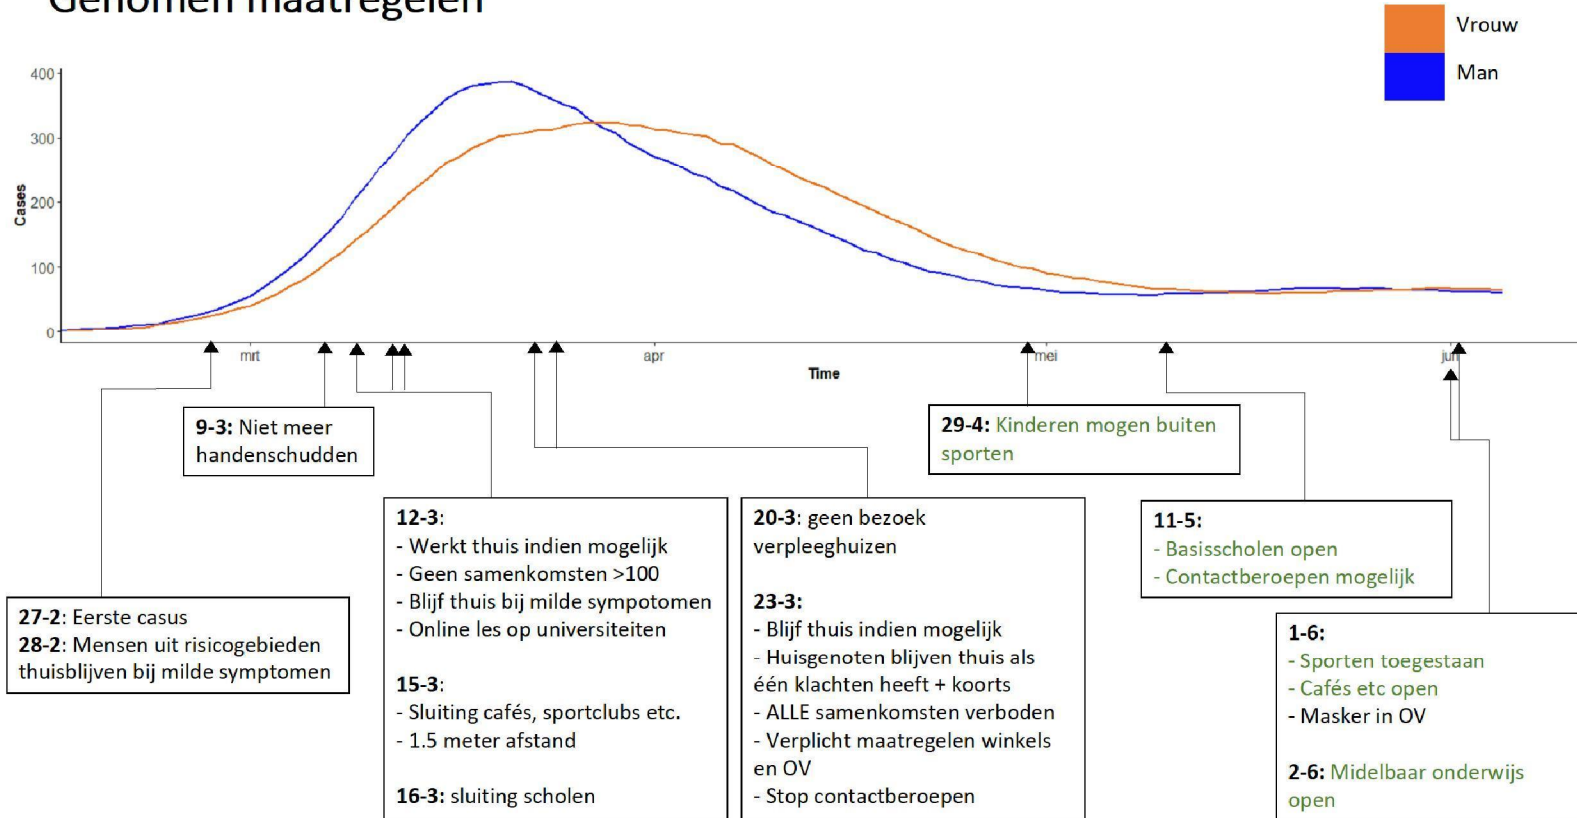 Genomen maatregelen
Vrouw
Man
400
300
200
100
0
Cases
mrt
apr
mei
jun
Time
9-3: Niet meer
handenschudden
29-4: Kinderen mogen buiten
sporten
12-3:
- Werkt thuis indien mogelijk
- Geen samenkomsten >100
- Blijf thuis bij milde sympotomen
- Online les op universiteiten
15-3:
- Sluiting cafés, sportclubs etc.
- 1.5 meter afstand
16-3: sluiting scholen
20-3: geen bezoek
verpleeghuizen
23-3:
- Blijf thuis indien mogelijk
- Huisgenoten blijven thuis als
één klachten heeft + koorts
- ALLE samenkomsten verboden
- Verplicht maatregelen winkels
en OV
- Stop contactberoepen
11-5:
- Basisscholen open
- Contactberoepen mogelijk
27-2: Eerste casus
28-2: Mensen uit risicogebieden
thuisblijven bij milde symptomen
1-6:
- Sporten toegestaan
- Cafés etc open
- Masker in OV
2-6: Midelbaar onderwijs
open